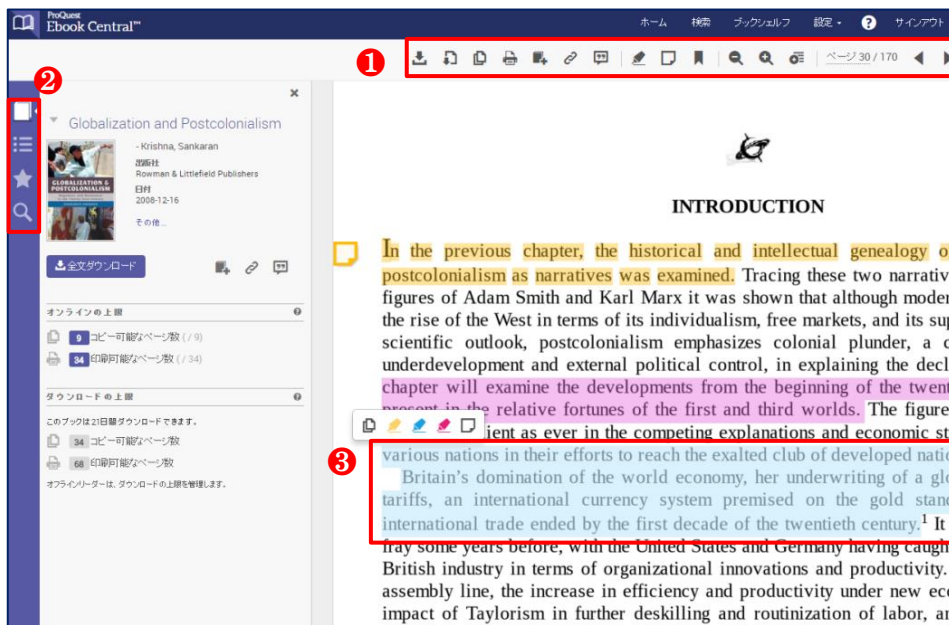 ProQuest
Ebook Central™
ホーム 検索 ブックシェルフ 設定 ? サインアウト
❶
ページ 30 / 170
❷
×
Globalization and Postcolonialism
GLOBALIZATION &
POSTCOLONIALISM
- Krishna, Sankaran
出版社
Rowman & Littlefield Publishers
日付
2008-12-16
その他...
全文ダウンロード
オンラインの上限 ?
9 コピー可能なページ数 ( / 9)
34 印刷可能なページ数 ( / 34)
ダウンロードの上限 ?
このブックは21日間ダウンロードできます。
34 コピー可能なページ数
68 印刷可能なページ数
オフラインリーダーは、ダウンロードの上限を管理します。
INTRODUCTION
In the previous chapter, the historical and intellectual genealogy o
postcolonialism as narratives was examined. Tracing these two narrativ
figures of Adam Smith and Karl Marx it was shown that although moder
the rise of the West in terms of its individualism, free markets, and its sup
scientific outlook, postcolonialism emphasizes colonial plunder, a c
underdevelopment and external political control, in explaining the decl
chapter will examine the developments from the beginning of the twent
present in the relative fortunes of the first and third worlds. The figure
ient as ever in the competing explanations and economic st
❸
various nations in their efforts to reach the exalted club of developed natio
Britain’s domination of the world economy, her underwriting of a glo
tariffs, an international currency system premised on the gold stand
international trade ended by the first decade of the twentieth century.1 It
fray some years before, with the United States and Germany having caugh
British industry in terms of organizational innovations and productivity.
assembly line, the increase in efficiency and productivity under new eco
impact of Taylorism in further deskilling and routinization of labor, an